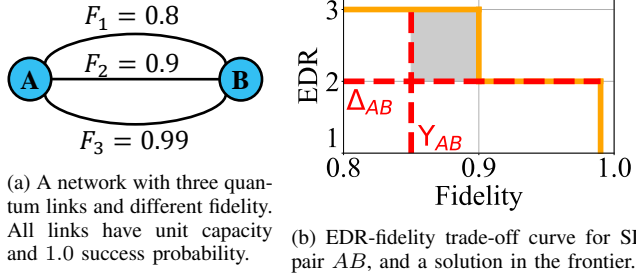 F₁ = 0.8
A
F₂ = 0.9
B
F₃ = 0.99
(a) A network with three quan-
tum links and different fidelity.
All links have unit capacity
and 1.0 success probability.
3
EDR
2
Δ_AB
Υ_AB
1
0.8
0.9
1.0
Fidelity
(b) EDR-fidelity trade-off curve for
pair AB, and a solution in the frontier.